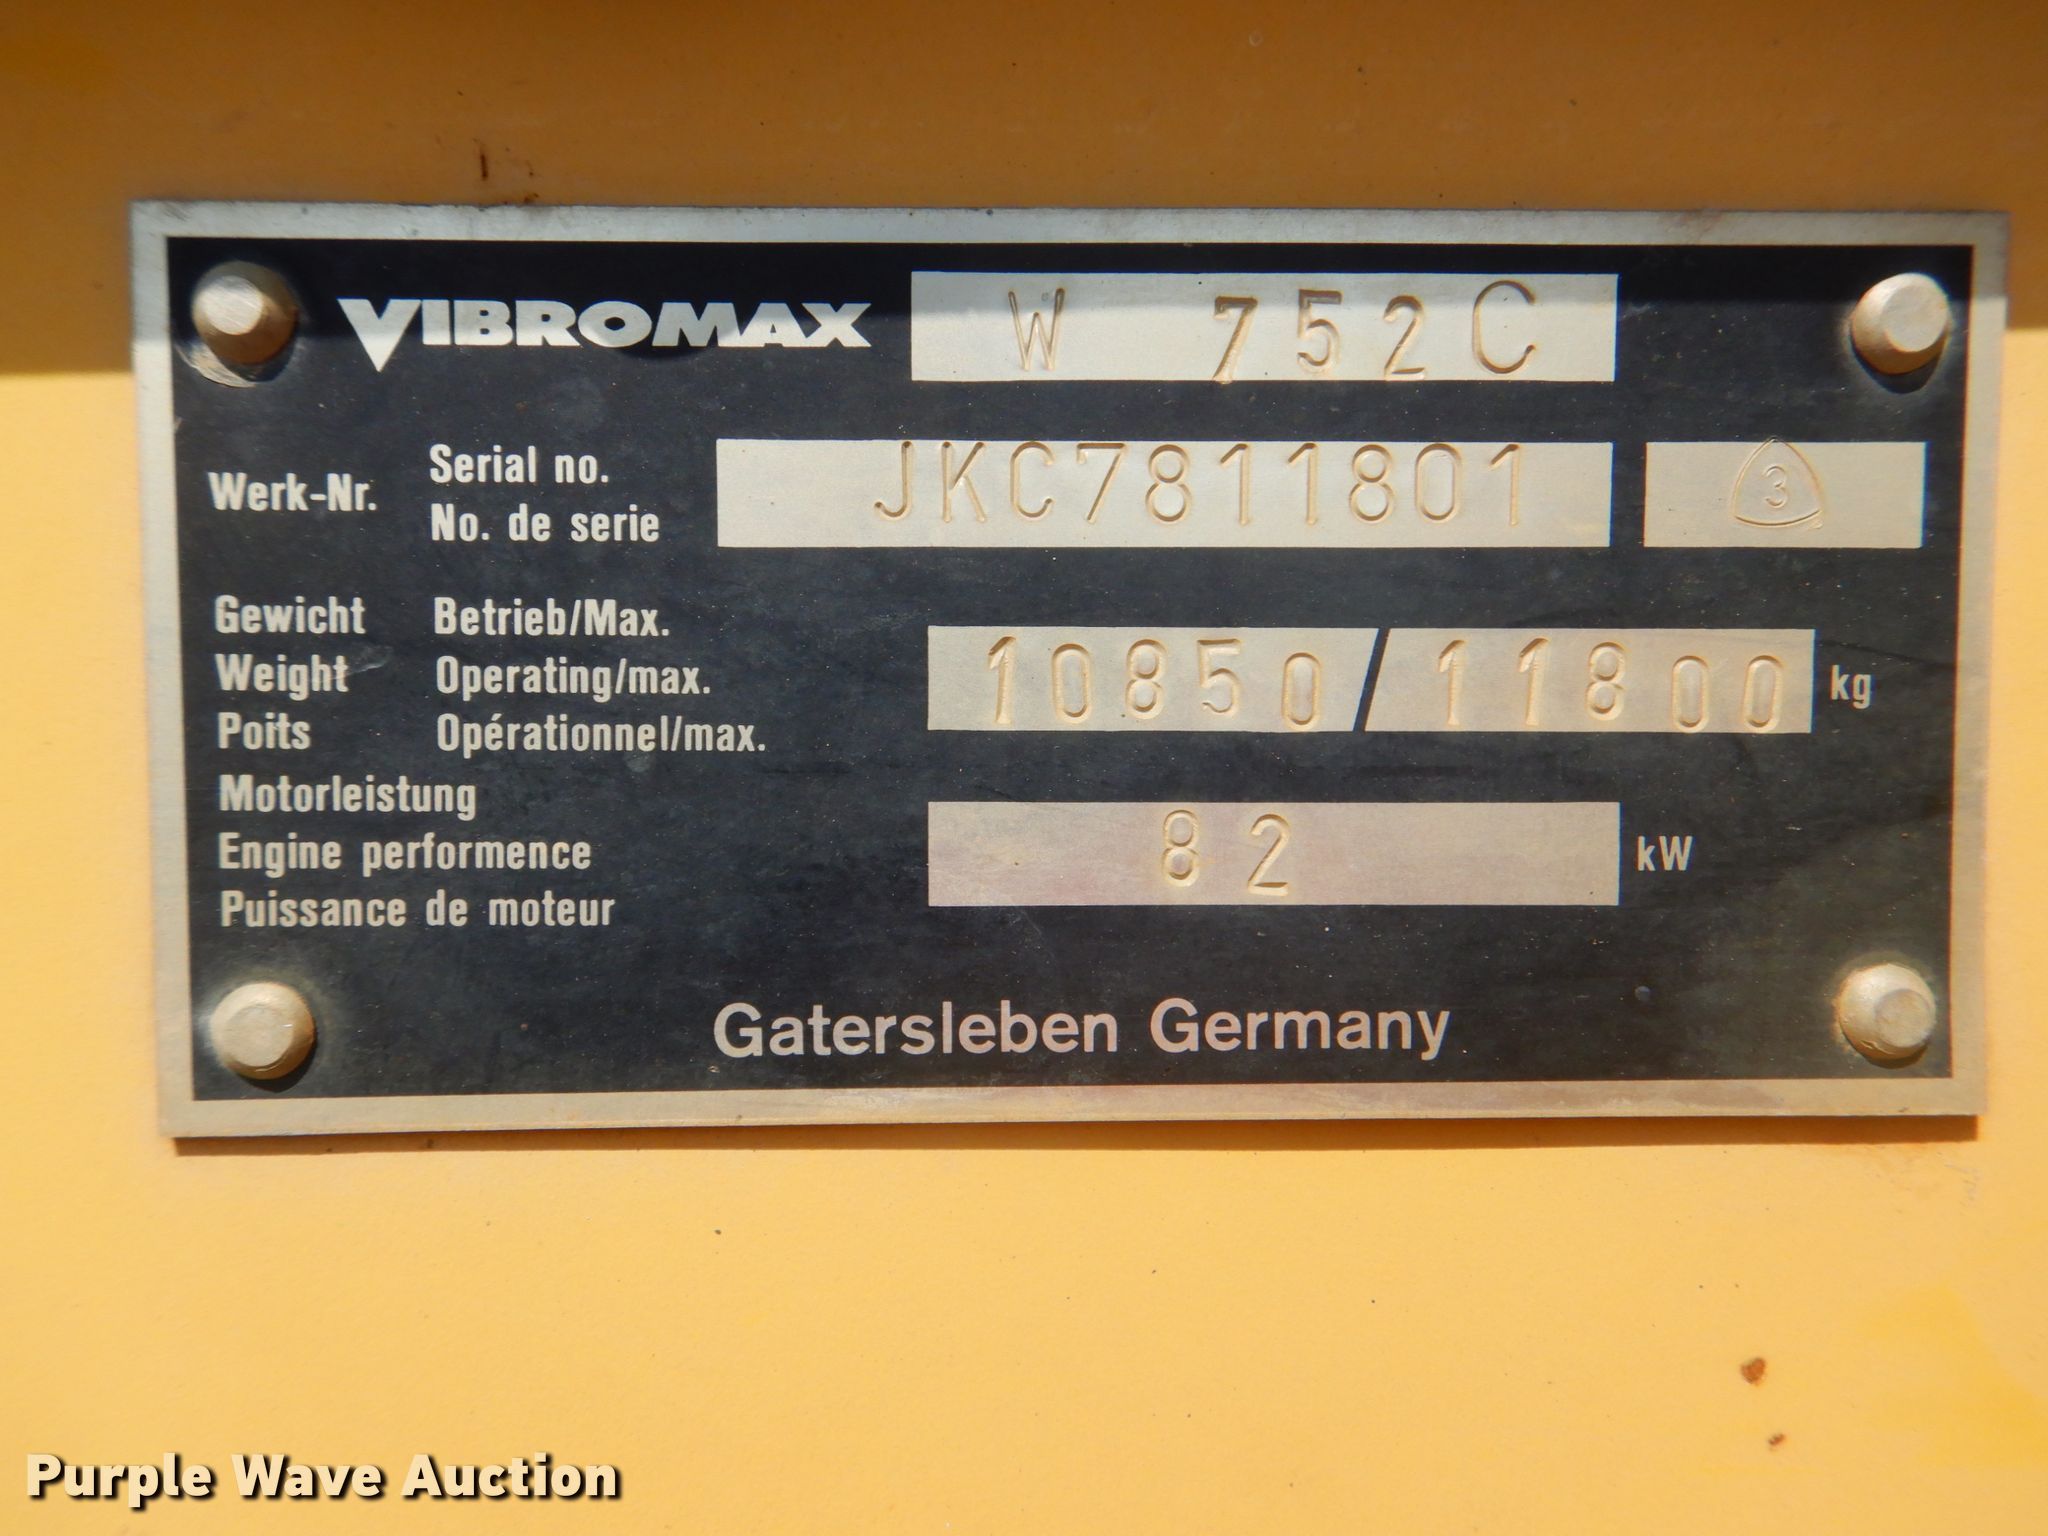 VIBROMAX W 752C
Werk-Nr. Serial no. JKC7811801 3
No. de serie
Gewicht Betrieb/Max.
Weight Operating/max. 10850/11800 kg
Poits Opérationnel/max.
Motorleistung
Engine performence 82 kW
Puissance de moteur
Gatersleben Germany
Purple Wave Auction